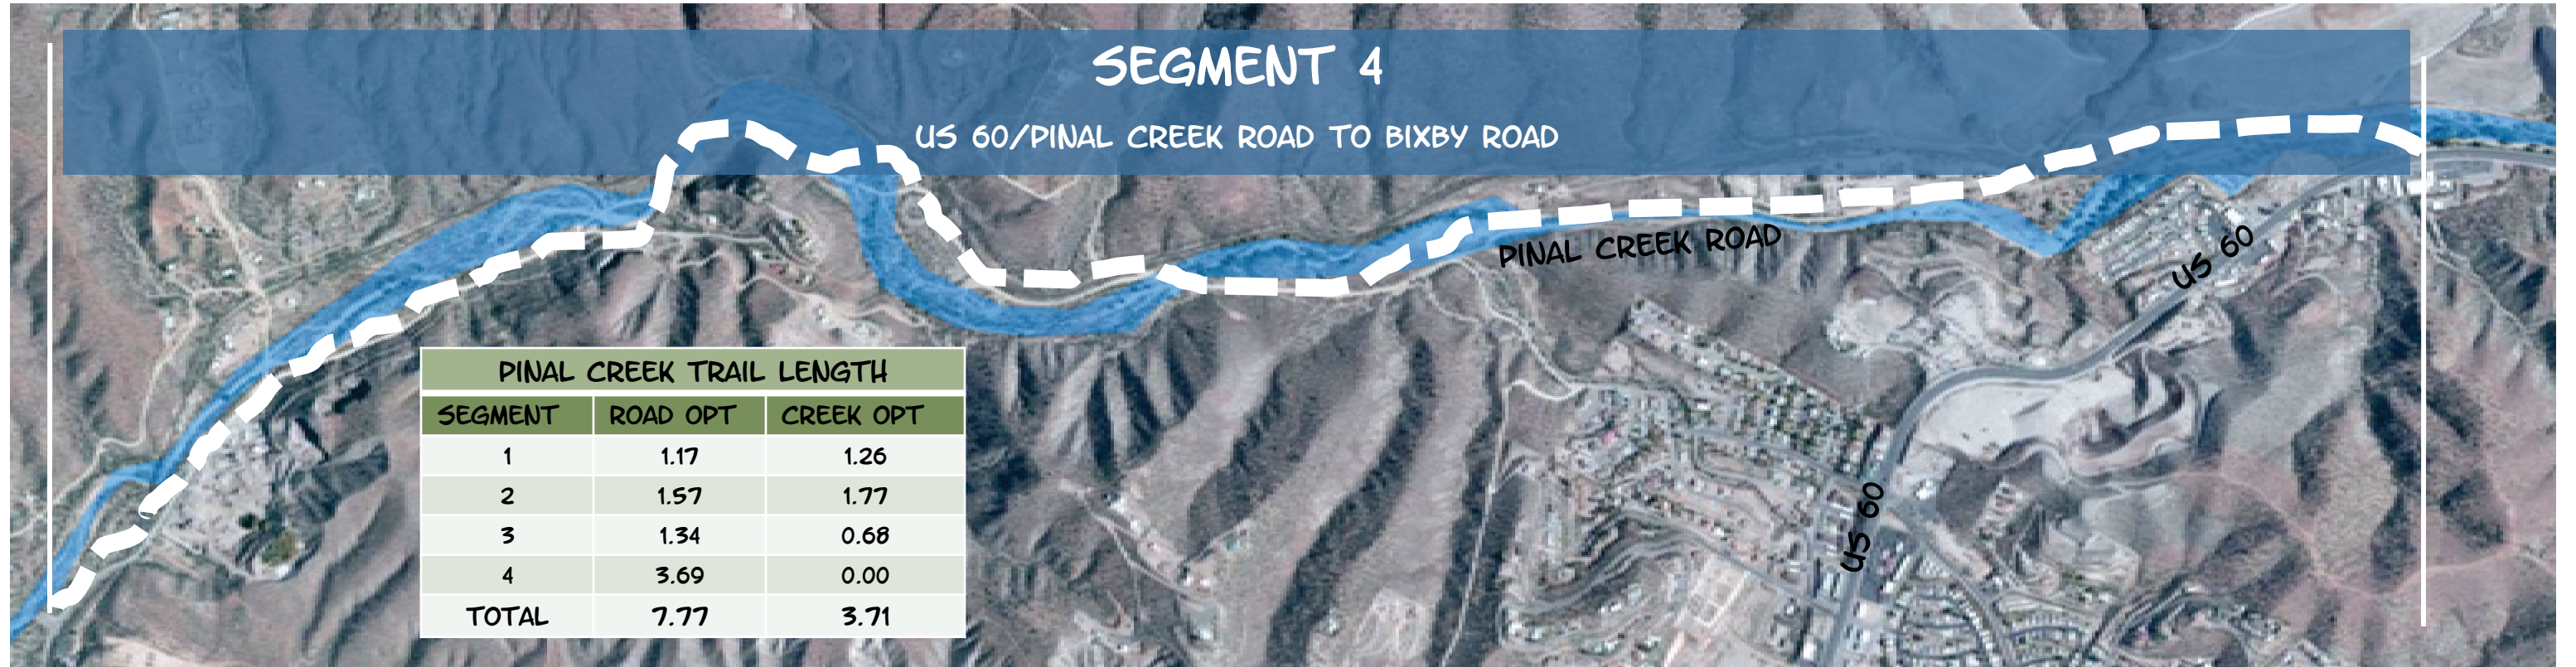 SEGMENT 4
US 60/PINAL CREEK ROAD TO BIXBY ROAD
PINAL CREEK ROAD
US 60
US 60
PINAL CREEK TRAIL LENGTH
SEGMENT ROAD OPT CREEK OPT
1 1.17 1.26
2 1.57 1.77
3 1.34 0.68
4 3.69 0.00
TOTAL 7.77 3.71